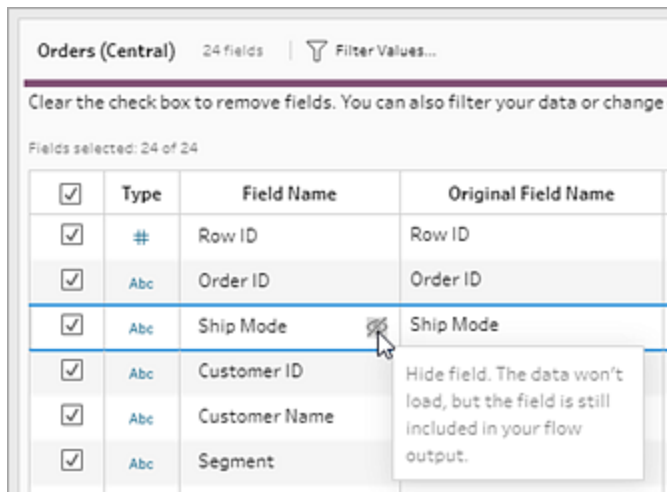 Orders (Central) 24 fields Filter Values...
Clear the check box to remove fields. You can also filter your data or change
Fields selected: 24 of 24
Type Field Name Original Field Name
# Row ID Row ID
Abc Order ID Order ID
Abc Ship Mode Ship Mode
Abc Customer ID
Abc Customer Name
Abc Segment
Hide field. The data won't
load, but the field is still
included in your flow
output.